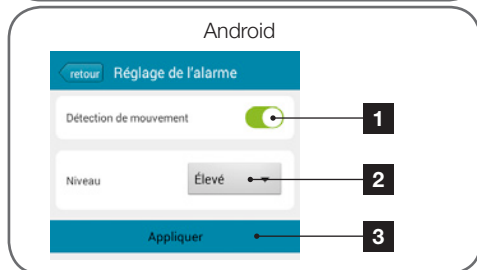 Android
retour Réglage de l'alarme
Détection de mouvement
1
Niveau Élevé
2
Appliquer
3